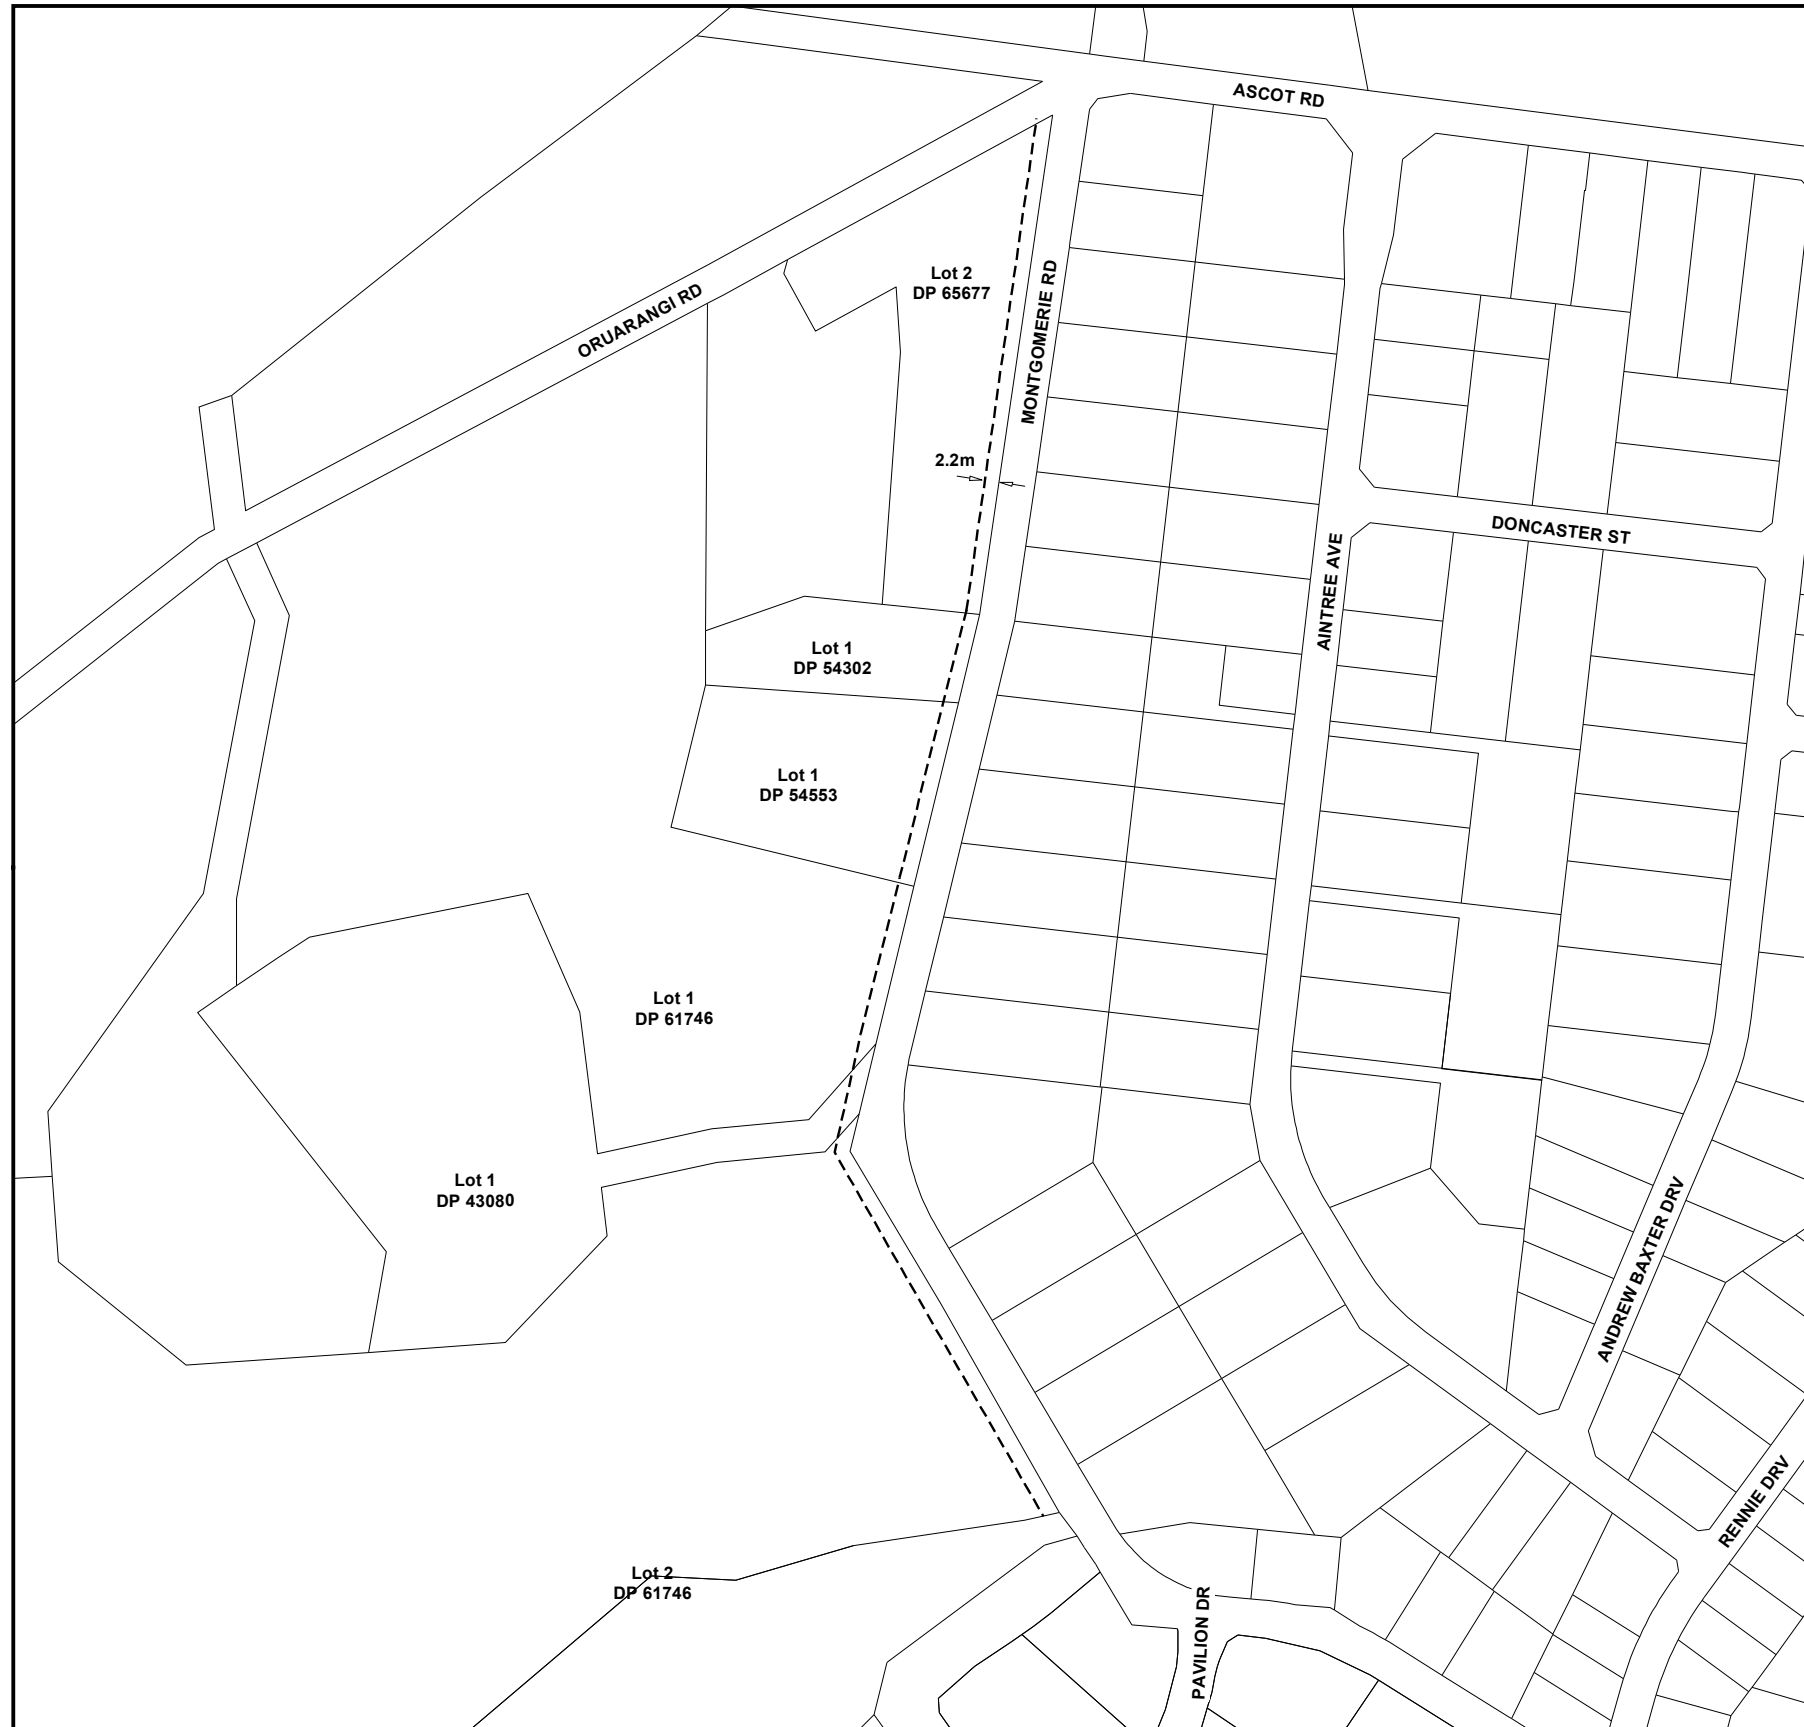 ASCOT RD
Lot 2
DP 65677
MONTGOMERIE RD
ORUARANGI RD
2.2m
DONCASTER ST
AINTREE AVE
Lot 1
DP 54302
Lot 1
DP 54553
Lot 1
DP 61746
Lot 1
DP 43080
ANDREW BAXTER DRV
RENNIE DRV
Lot 2
DP 61746
PAVILION DR